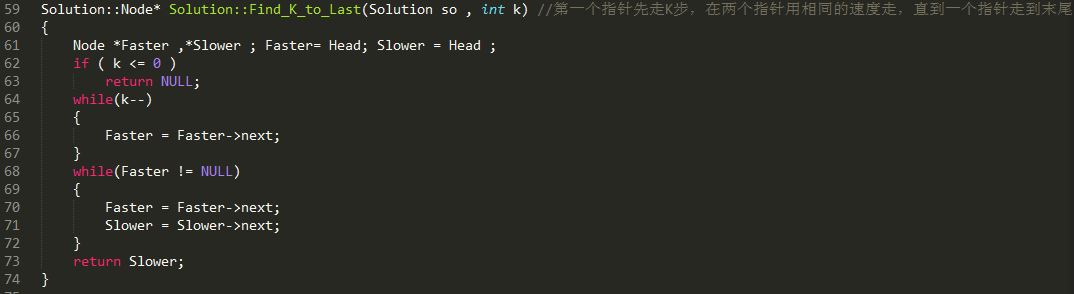 59 Solution::Node* Solution::Find_K_to_Last(Solution so , int k) //第一个指针先走K步，在两个指针用相同的速度走，直到一个指针走到末尾
60 {
61     Node *Faster ,*Slower ; Faster= Head; Slower = Head ;
62     if ( k <= 0 )
63         return NULL;
64     while(k--)
65     {
66         Faster = Faster->next;
67     }
68     while(Faster != NULL)
69     {
70         Faster = Faster->next;
71         Slower = Slower->next;
72     }
73     return Slower;
74 }